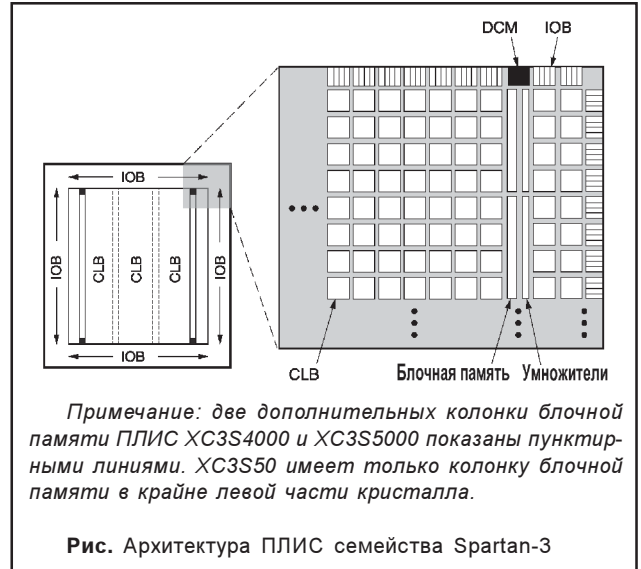 DCM IOB
IOB
IOB
CLB
CLB
CLB
IOB
IOB
CLB
Блочная память
Умножители
Примечание: две дополнительных колонки блочной
памяти ПЛИС XC3S4000 и XC3S5000 показаны пунктир-
ными линиями. XC3S50 имеет только колонку блочной
памяти в крайне левой части кристалла.
Рис. Архитектура ПЛИС семейства Spartan-3